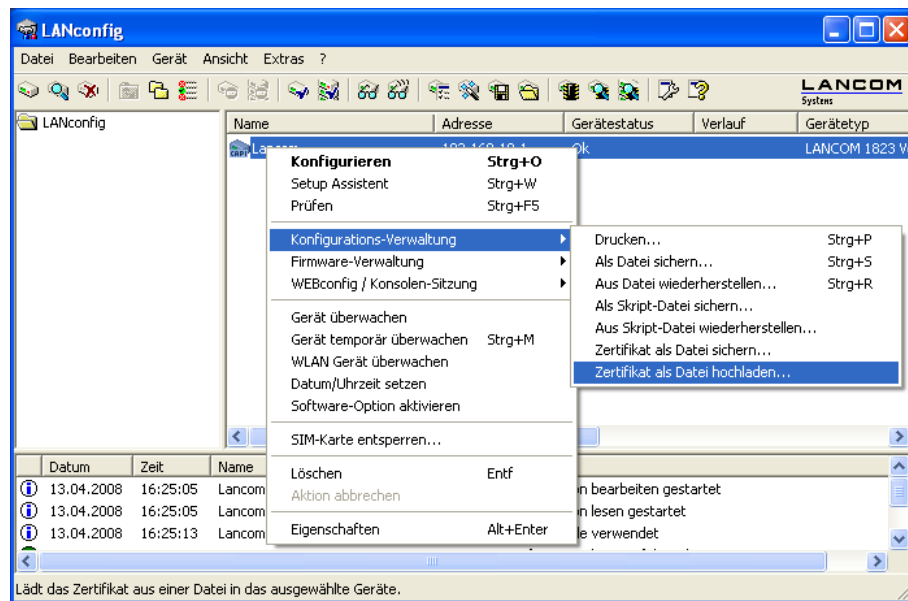 LANconfig
Datei Bearbeiten Gerät Ansicht Extras ?
LANCOM
Systems
LANconfig
Name Adresse Gerätestatus Verlauf Gerätetyp
CAPI Ok LANCOM 1823
Konfigurieren Strg+O
Setup Assistent Strg+W
Prüfen Strg+F5
Konfigurations-Verwaltung
Firmware-Verwaltung
WEBconfig / Konsolen-Sitzung
Gerät überwachen
Gerät temporär überwachen Strg+M
WLAN Gerät überwachen
Datum/Uhrzeit setzen
Software-Option aktivieren
SIM-Karte entsperren...
Löschen Entf
Aktion abbrechen
Eigenschaften Alt+Enter
Drucken... Strg+P
Als Datei sichern... Strg+S
Aus Datei wiederherstellen... Strg+R
Als Skript-Datei sichern...
Aus Skript-Datei wiederherstellen...
Zertifikat als Datei sichern...
Zertifikat als Datei hochladen...
Datum Zeit Name
13.04.2008 16:25:05 Lancom bearbeiten gestartet
13.04.2008 16:25:05 Lancom lesen gestartet
13.04.2008 16:25:13 Lancom verwendet
Lädt das Zertifikat aus einer Datei in das ausgewählte Geräte.